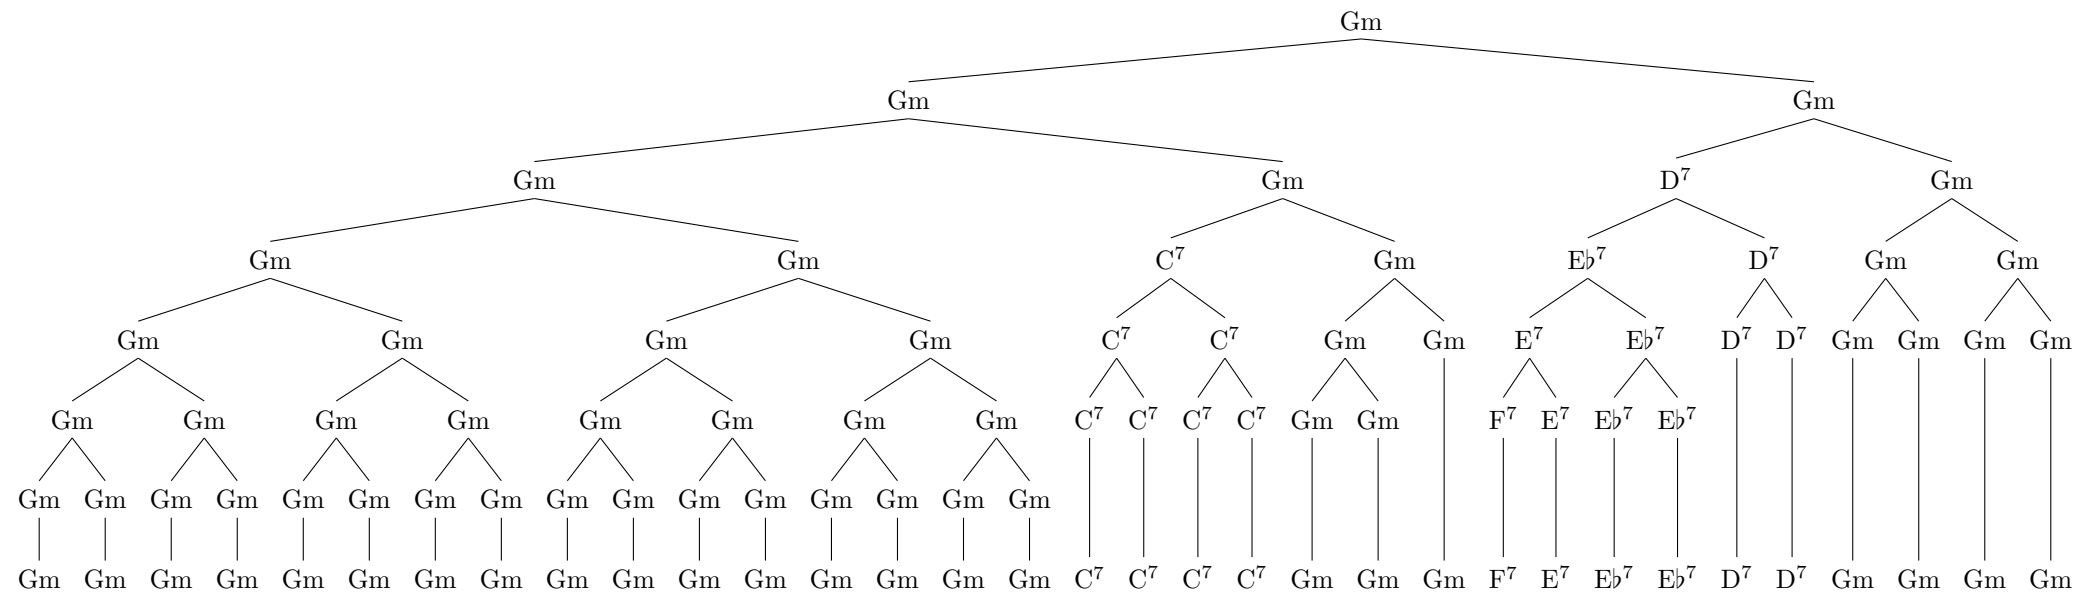 Gm
Gm Gm
Gm Gm D⁷ Gm
Gm Gm C⁷ Gm E♭⁷ D⁷ Gm Gm
Gm Gm Gm Gm C⁷ C⁷ Gm Gm E⁷ E♭⁷ D⁷ D⁷ Gm Gm Gm Gm
Gm Gm Gm Gm Gm Gm Gm Gm C⁷ C⁷ C⁷ C⁷ Gm Gm F⁷ E⁷ E♭⁷ E♭⁷
Gm Gm Gm Gm Gm Gm Gm Gm Gm Gm Gm Gm Gm Gm Gm Gm
Gm Gm Gm Gm Gm Gm Gm Gm Gm Gm Gm Gm Gm Gm Gm Gm C⁷ C⁷ C⁷ C⁷ Gm Gm Gm F⁷ E⁷ E♭⁷ E♭⁷ D⁷ D⁷ Gm Gm Gm Gm